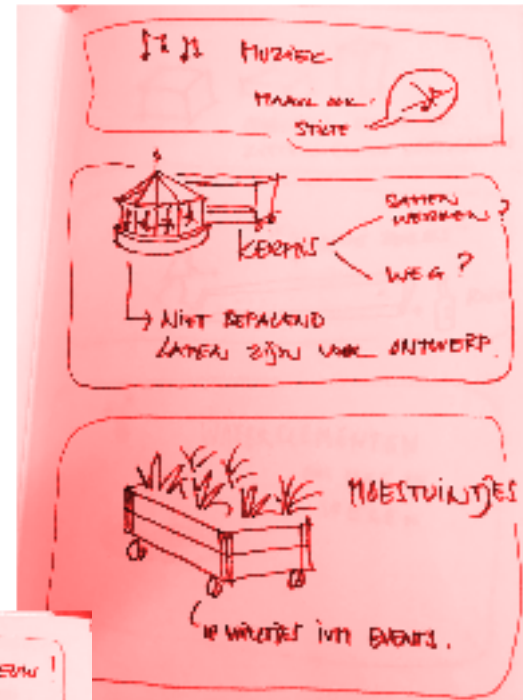 MUZIEK
MAAR OOK
STILTE
SAMEN
WERKEN?
KERMIS
WEG?
→ NIET BEPALEND
LATEN ZIJN VOOR ONTWERP.
MOESTUINTJES
OP WIELTJES IVM EVENTS.